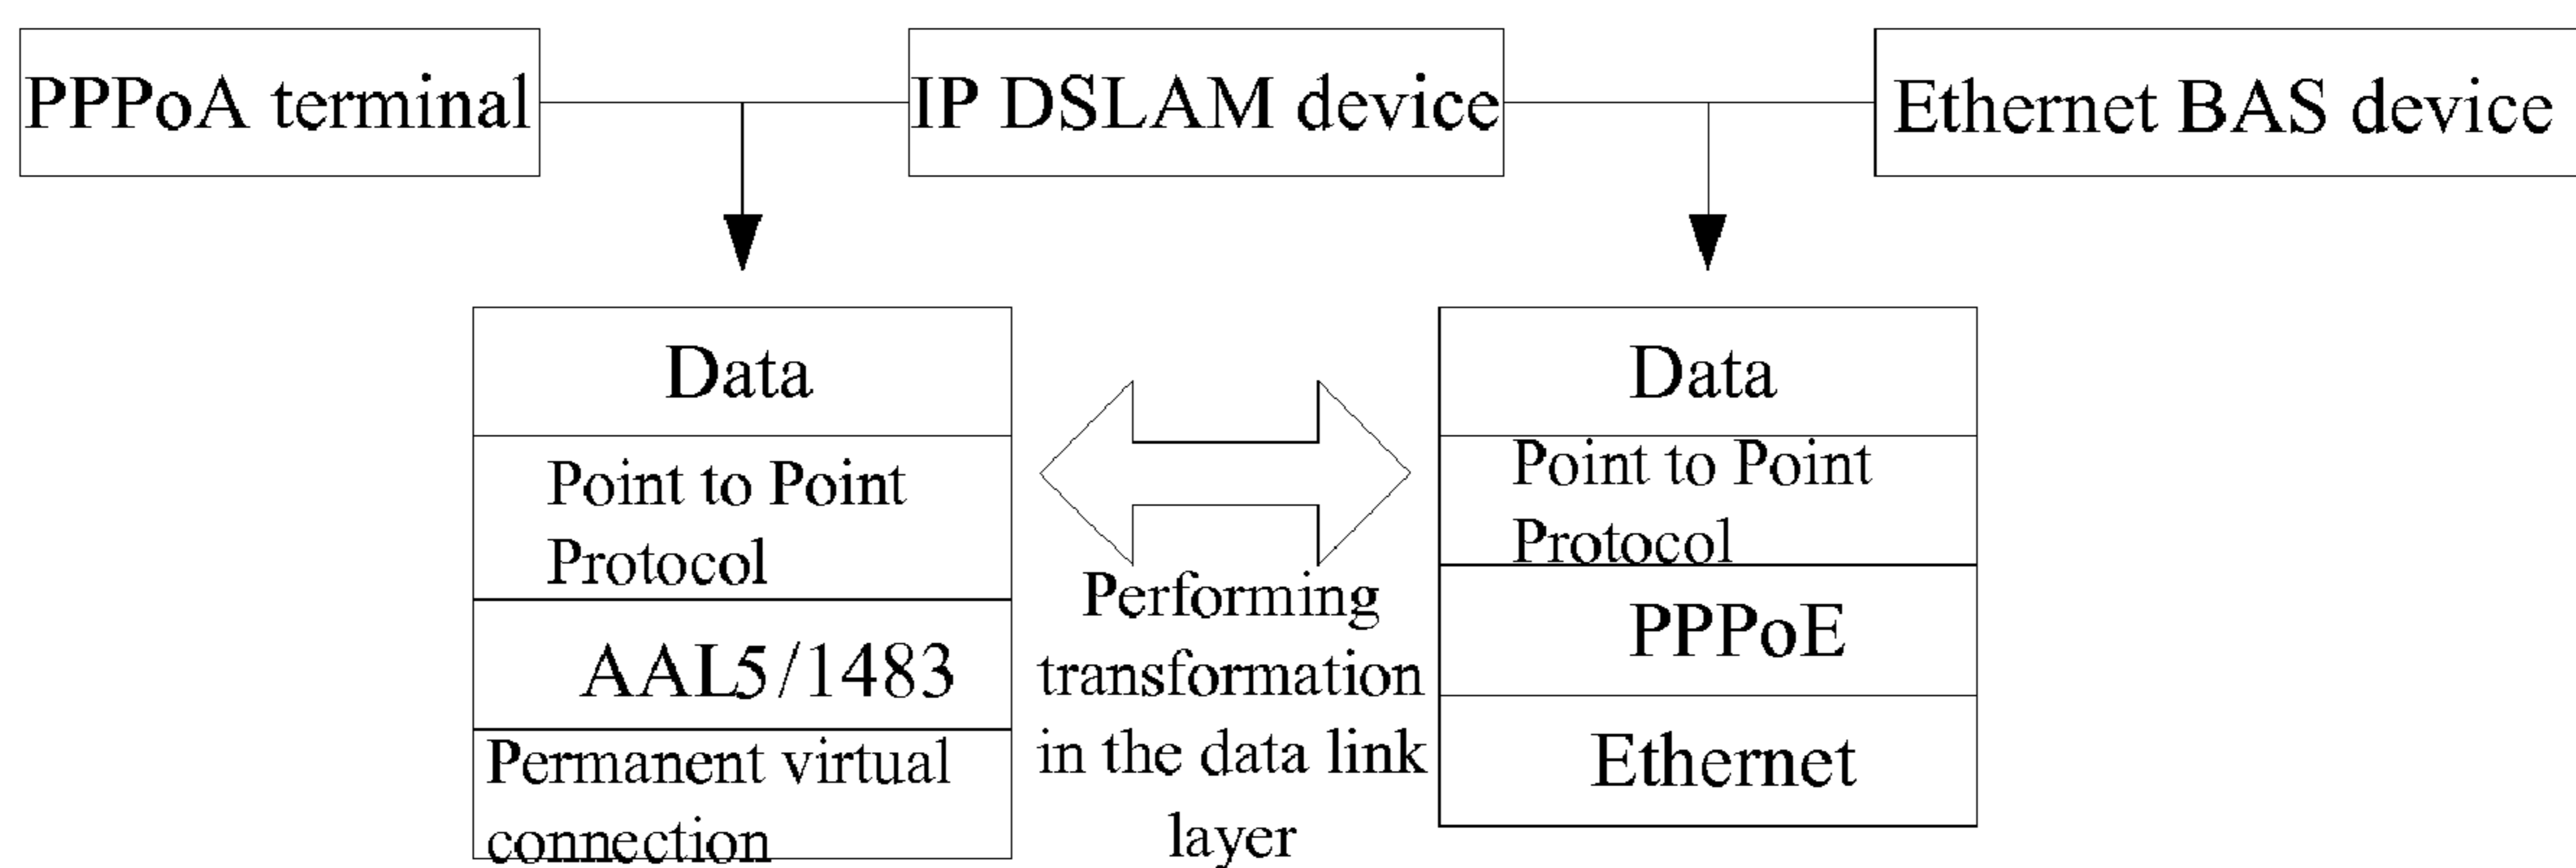 PPPoA terminal
IP DSLAM device
Ethernet BAS device
Data
Point to Point
Protocol
AAL5/1483
Permanent virtual
connection
Performing
transformation
in the data link
layer
Data
Point to Point
Protocol
PPPoE
Ethernet